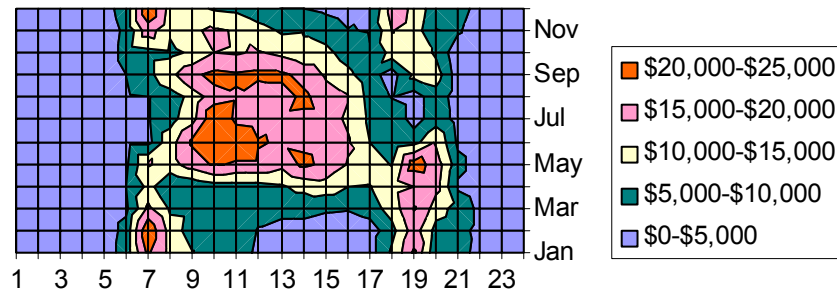 Nov
Sep
Jul
May
Mar
Jan
1 3 5 7 9 11 13 15 17 19 21 23
$20,000-$25,000
$15,000-$20,000
$10,000-$15,000
$5,000-$10,000
$0-$5,000